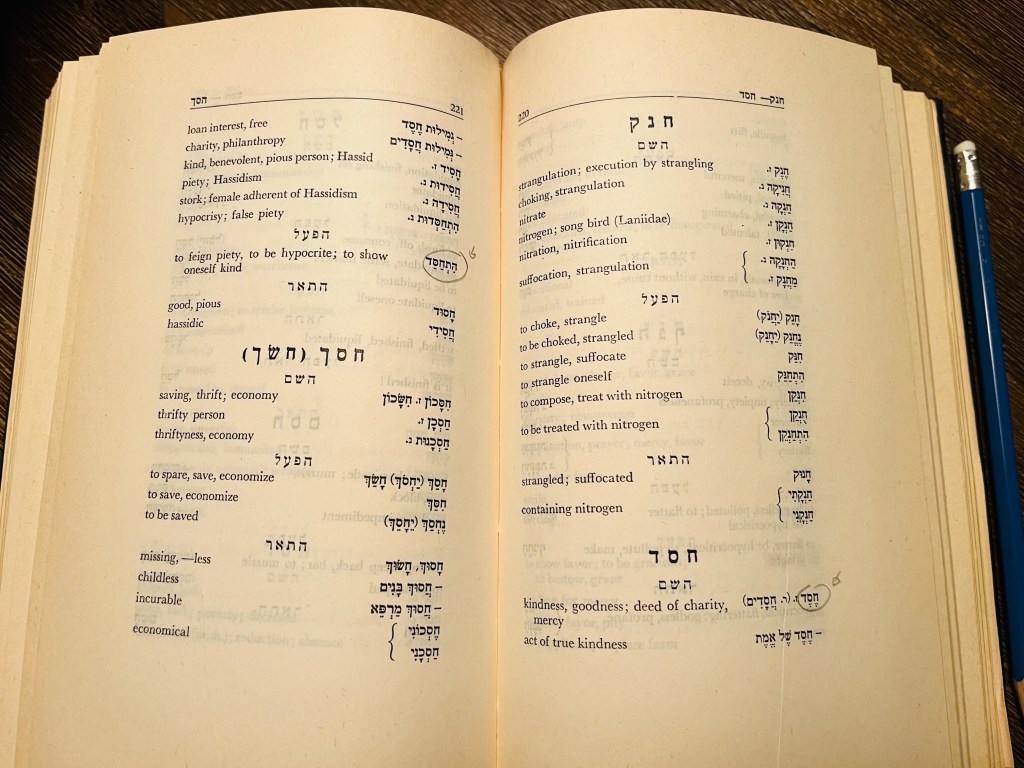 220 חנק— חסד
חנק
השם
strangulation; execution by strangling חֶנֶק ז.
choking, strangulation חֲנִיקָה נ.
nitrate חַנְקָה נ.
nitrogen; song bird (Laniidae) חַנְקָן ז.
nitration, nitrification חִנְקוּן ז.
suffocation, strangulation { הַחְנָקָה נ.
מַחֲנָק ז.
הפעל
to choke, strangle חָנַק (יַחֲנֹק)
to be choked, strangled נֶחֱנַק (יֵחָנֵק)
to strangle, suffocate חִנֵּק
to strangle oneself הִתְחַנֵּק
to compose, treat with nitrogen חִנְקֵן
to be treated with nitrogen { חֻנְקַן
הִתְחַנְקֵן
התאר
strangled; suffocated חָנוּק
containing nitrogen { חַנְקָתִי
חַנְקָנִי
חסד
השם
kindness, goodness; deed of charity, חֶסֶד ז. (ר. חֲסָדִים)
mercy
act of true kindness – חֶסֶד שֶׁל אֱמֶת
— חסך 221
loan interest, free – גְּמִילוּת חֶסֶד
charity, philanthropy – גְּמִילוּת חֲסָדִים
kind, benevolent, pious person; Hassid חָסִיד ז.
piety; Hassidism חֲסִידוּת נ.
stork; female adherent of Hassidism חֲסִידָה נ.
hypocrisy; false piety הִתְחַסְּדוּת נ.
הפעל
to feign piety, to be hypocrite; to show הִתְחַסֵּד
oneself kind
התאר
good, pious חָסוּד
hassidic חֲסִידִי
חסך (חשׂך)
השם
saving, thrift; economy חִסָּכוֹן ז. חִשָּׂכוֹן
thrifty person חַסְכָן ז.
thriftyness, economy חַסְכָנוּת נ.
הפעל
to spare, save, economize חָסַךְ (יַחְסֹךְ) חָשַׂךְ
to save, economize חִסֵּךְ
to be saved נֶחְסַךְ (יֵחָסֵךְ)
התאר
missing, —less חָסוּךְ, חָשׂוּךְ
childless – חֲסוּךְ בָּנִים
incurable – חֲסוּךְ מַרְפֵּא
economical { חֶסְכוֹנִי
חַסְכָנִי